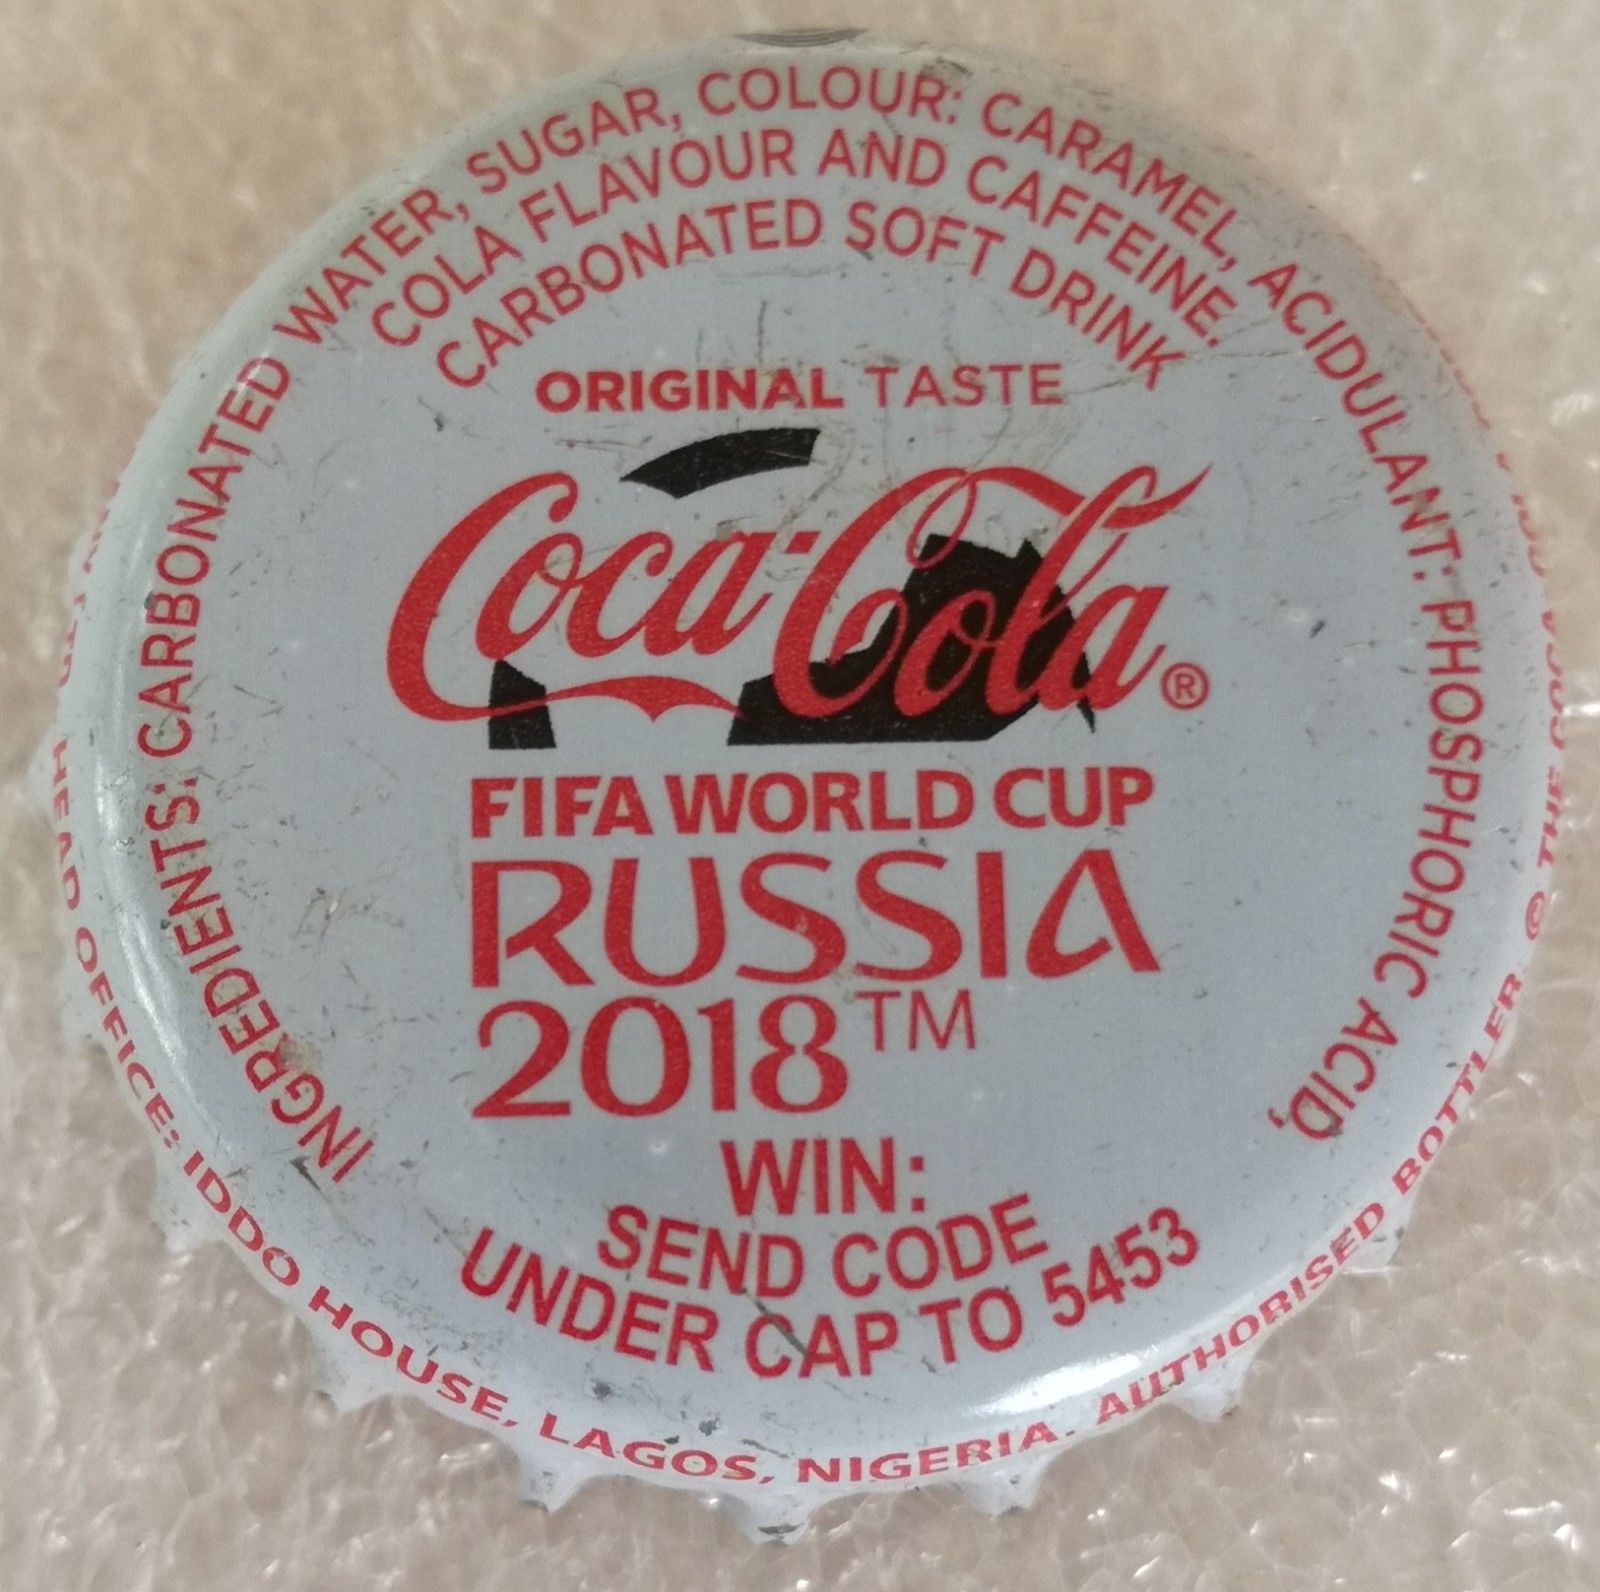 INGREDIENTS: CARBONATED WATER, SUGAR, COLOUR: CARAMEL, ACIDULANT: PHOSPHORIC ACID,
COLA FLAVOUR AND CAFFEINE.
CARBONATED SOFT DRINK
ORIGINAL TASTE
Coca-Cola®
FIFA WORLD CUP
RUSSIA
2018™
WIN:
SEND CODE
UNDER CAP TO 5453
HEAD OFFICE: IDDO HOUSE, LAGOS, NIGERIA. AUTHORISED BOTTLER. © THE